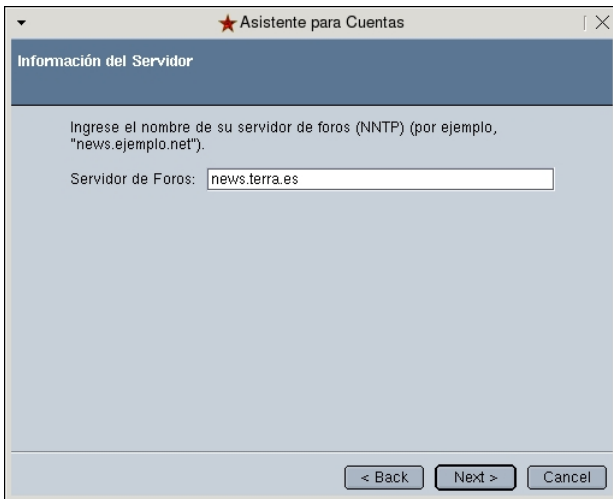 Asistente para Cuentas
Información del Servidor
Ingrese el nombre de su servidor de foros (NNTP) (por ejemplo,
"news.ejemplo.net").
Servidor de Foros: news.terra.es
< Back Next > Cancel